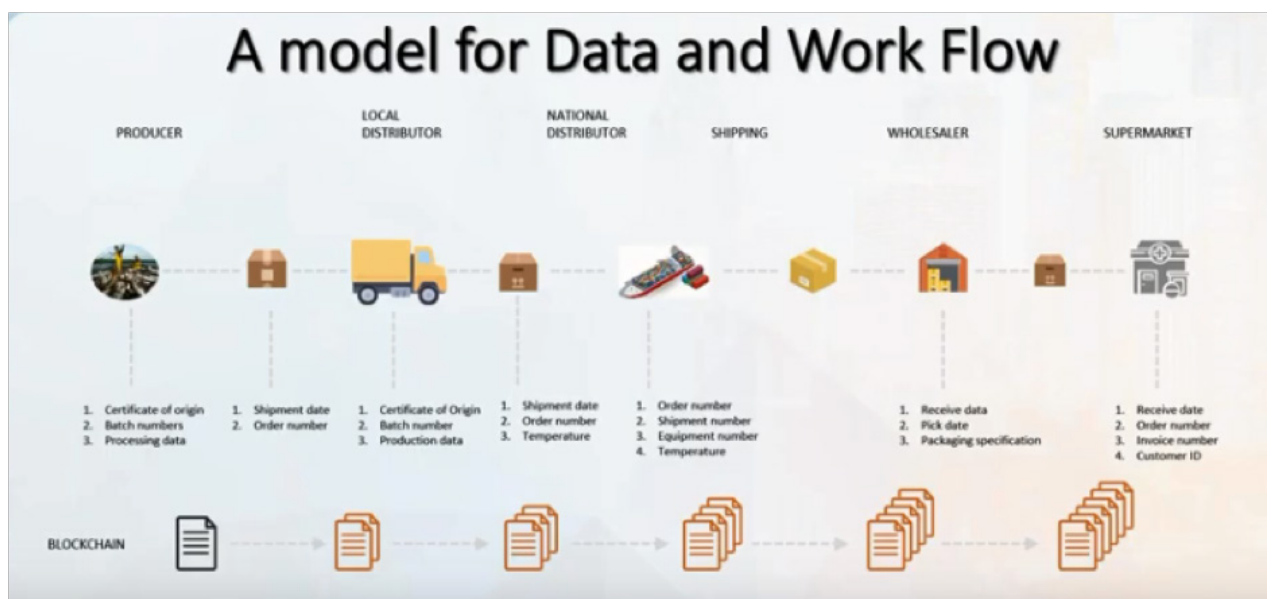 A model for Data and Work Flow
PRODUCER
LOCAL
DISTRIBUTOR
NATIONAL
DISTRIBUTOR
SHIPPING
WHOLESALER
SUPERMARKET
1. Certificate of origin
2. Batch numbers
3. Processing data
1. Shipment date
2. Order number
1. Certificate of Origin
2. Batch number
3. Production data
1. Shipment date
2. Order number
3. Temperature
1. Order number
2. Shipment number
3. Equipment number
4. Temperature
1. Receive data
2. Pick date
3. Packaging specification
1. Receive date
2. Order number
3. Invoice number
4. Customer ID
BLOCKCHAIN